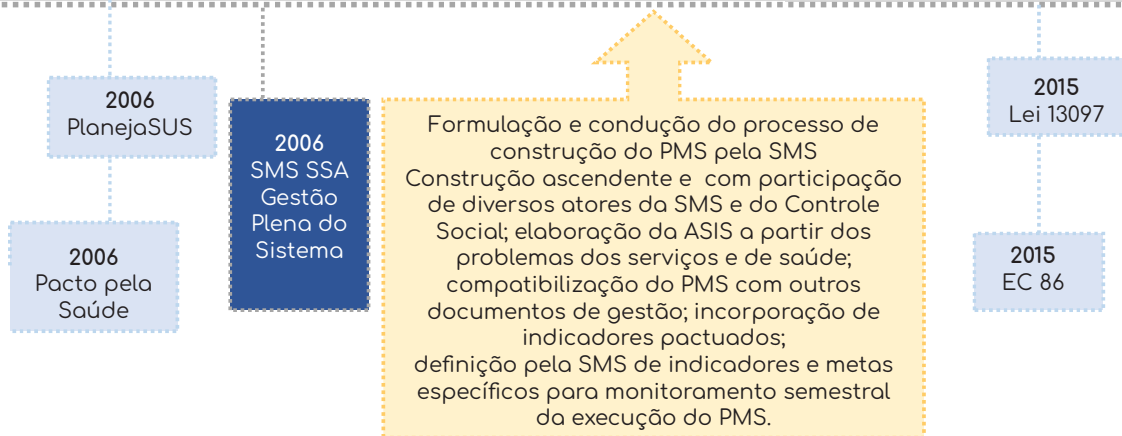 2006
PlanejaSUS
2006
Pacto pela
Saúde
2006
SMS SSA
Gestão
Plena do
Sistema
Formulação e condução do processo de
construção do PMS pela SMS
Construção ascendente e com participação
de diversos atores da SMS e do Controle
Social; elaboração da ASIS a partir dos
problemas dos serviços e de saúde;
compatibilização do PMS com outros
documentos de gestão; incorporação de
indicadores pactuados;
definição pela SMS de indicadores e metas
específicos para monitoramento semestral
da execução do PMS.
2015
Lei 13097
2015
EC 86